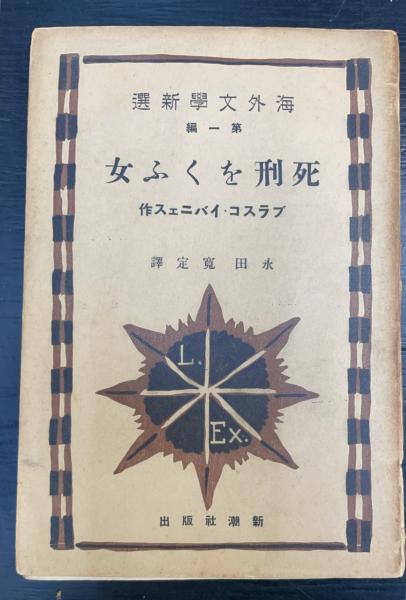 海外文學新選
第一編
死刑をくふ女
ブラスコ・イバニェス作
永田寛定譯
L.
Ex.
新潮社版出